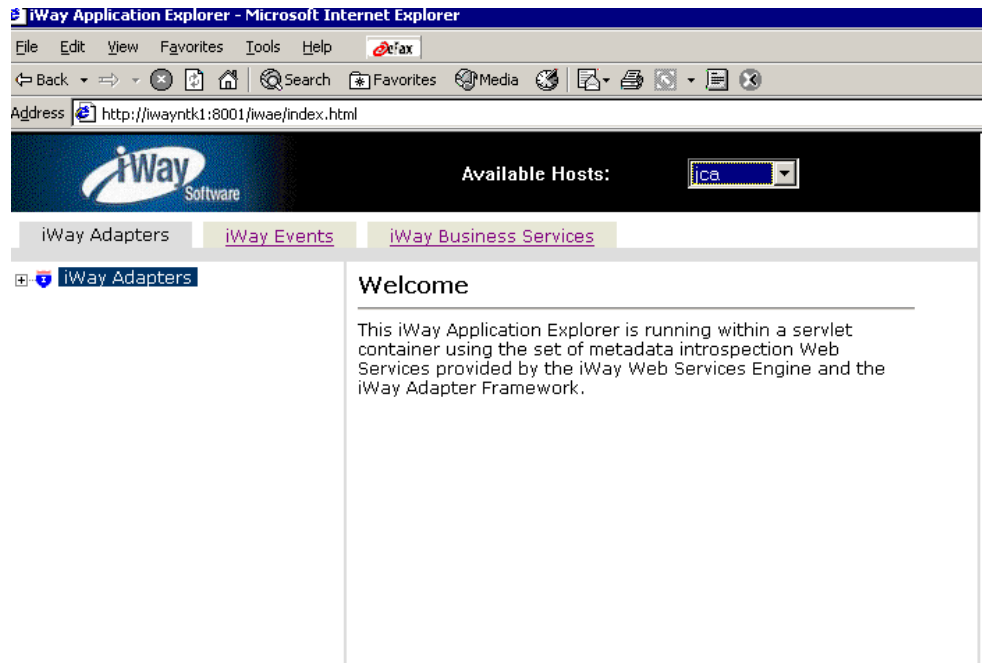 iWay Application Explorer - Microsoft Internet Explorer
File Edit View Favorites Tools Help eFax
Back Search Favorites Media
Address http://iwayntk1:8001/iwae/index.html
iWay Software Available Hosts: jca
iWay Adapters iWay Events iWay Business Services
iWay Adapters
Welcome
This iWay Application Explorer is running within a servlet
container using the set of metadata introspection Web
Services provided by the iWay Web Services Engine and the
iWay Adapter Framework.